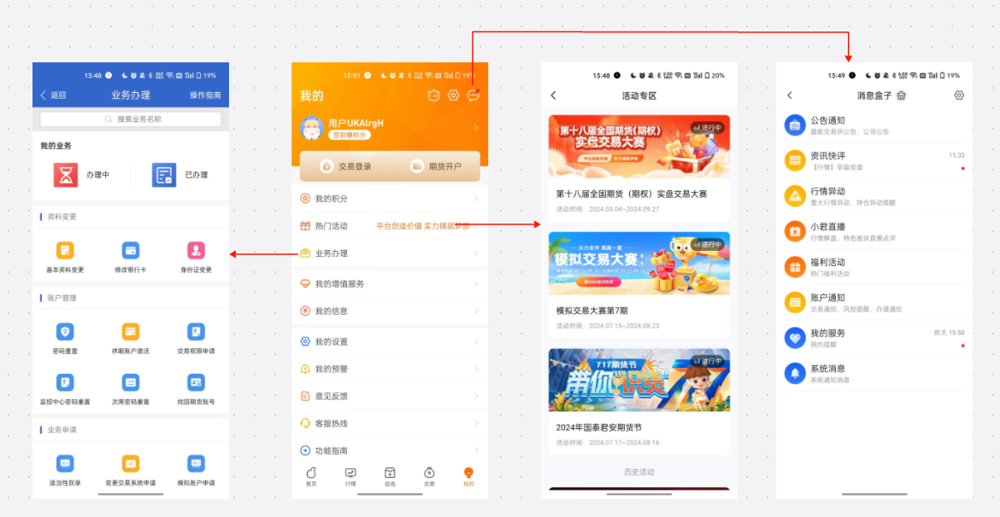 13:48
19%
返回
业务办理
操作指南
搜索业务名称
我的业务
办理中
已办理
资料变更
基本资料变更
修改银行卡
身份证变更
账户管理
密码重置
休眠账户激活
交易权限申请
监控中心密码重置
次席密码重置
找回期货账号
业务申请
适当性双录
变更交易系统申请
模拟账户申请
13:51
19%
我的
用户UKAlrgH
签到赚积分
交易登录
期货开户
我的积分
热门活动
平台创造价值 实力铸就梦想
业务办理
我的增值服务
我的信息
我的设置
我的预警
意见反馈
客服热线
功能指南
首页
行情
自选
交易
我的
13:48
20%
活动专区
第十八届全国期货(期权)
实盘交易大赛
平台创造价值 实力铸就梦想
进行中
第十八届全国期货（期权）实盘交易大赛
活动时间：2024.03.04~2024.09.27
火力全开 赢赢一夏
模拟交易大赛
进行中
模拟交易大赛第7期
活动时间：2024.07.15~2024.08.23
717期货节
带你“识货”
进行中
2024年国泰君安期货节
活动时间：2024.07.17~2024.08.16
历史活动
13:49
19%
消息盒子
公告通知
最新交易所公告、公司公告
资讯快评
11:33
【行情】早盘收盘
行情异动
重大行情异动、持仓异动提醒
小君直播
行情解盘、特色板块直播点评
福利活动
热门福利活动
账户通知
交易通知、风控提醒、办理通知
我的服务
昨天 15:50
预约提醒
系统消息
系统通知消息